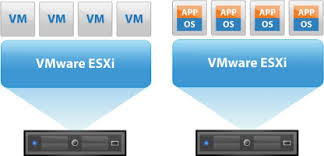 VM VM VM VM
VMware ESXi
APP APP APP APP
OS OS OS OS
VMware ESXi